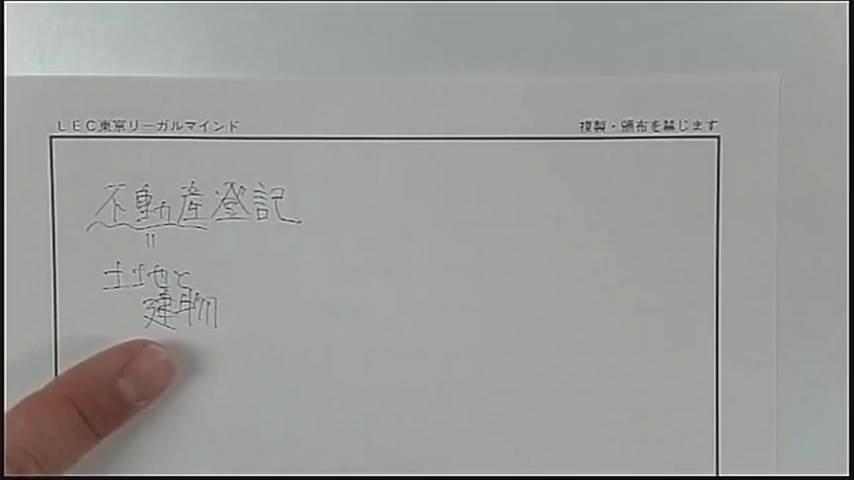 LEC東京リーガルマインド
複製・頒布を禁じます
不動産登記
=
土地と
建物